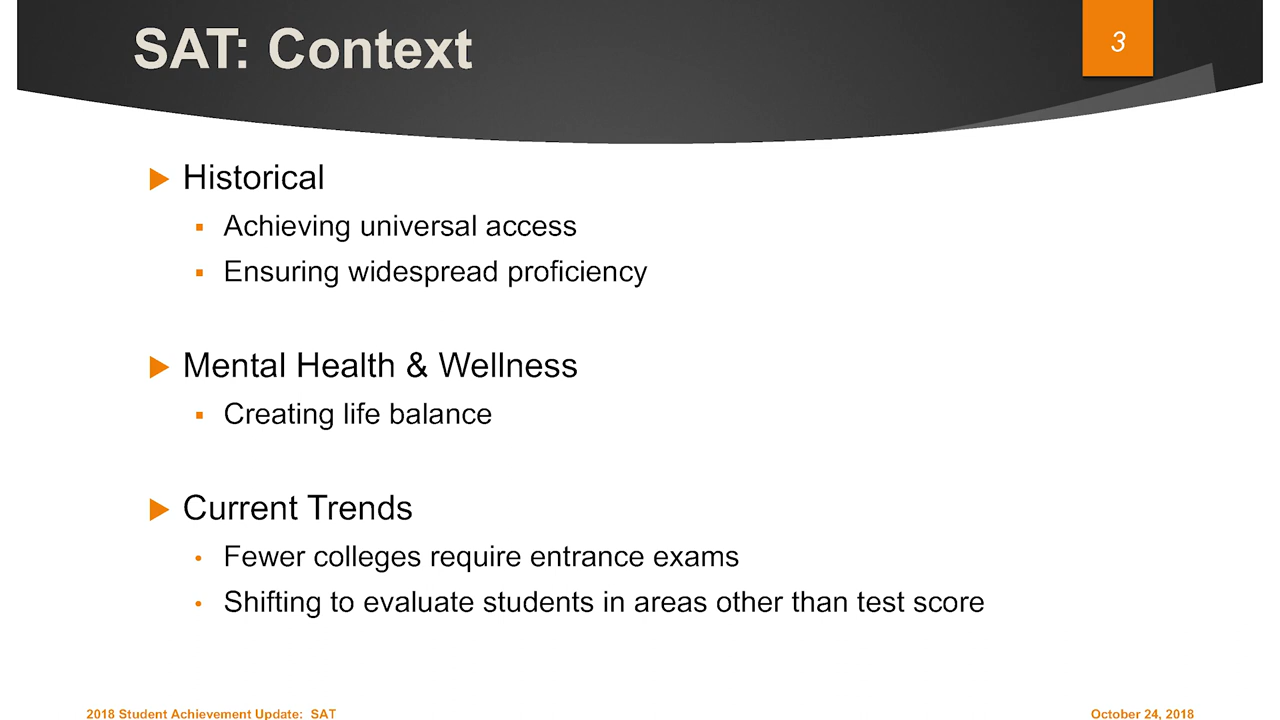 SAT: Context
3
Historical
Achieving universal access
Ensuring widespread proficiency
Mental Health & Wellness
Creating life balance
Current Trends
Fewer colleges require entrance exams
Shifting to evaluate students in areas other than test score
2018 Student Achievement Update:  SAT
October 24, 2018